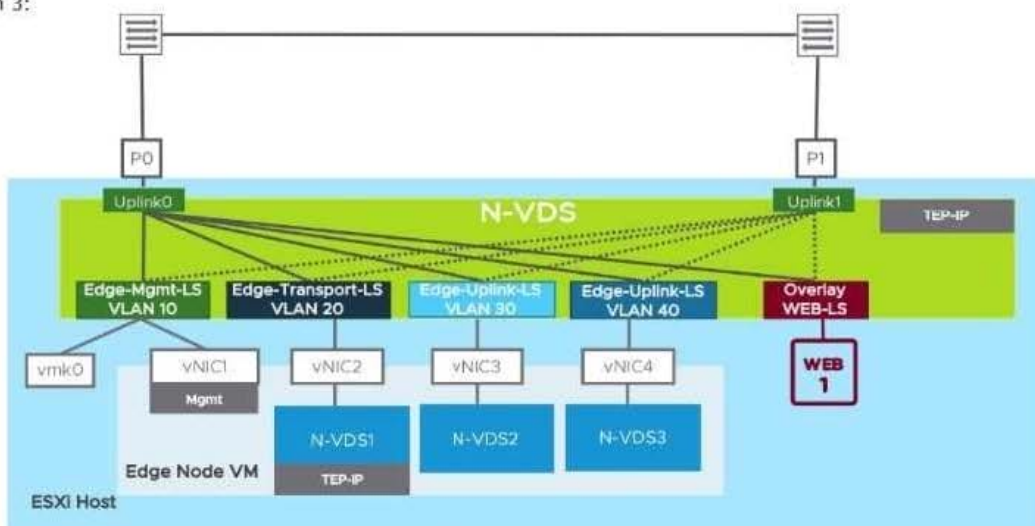 3:
P0
P1
Uplink0
Uplink1
N-VDS
TEP-IP
Edge-Mgmt-LS
VLAN 10
Edge-Transport-LS
VLAN 20
Edge-Uplink-LS
VLAN 30
Edge-Uplink-LS
VLAN 40
Overlay
WEB-LS
vmk0
vNIC1
Mgmt
vNIC2
vNIC3
vNIC4
WEB
1
N-VDS1
TEP-IP
N-VDS2
N-VDS3
Edge Node VM
ESXi Host